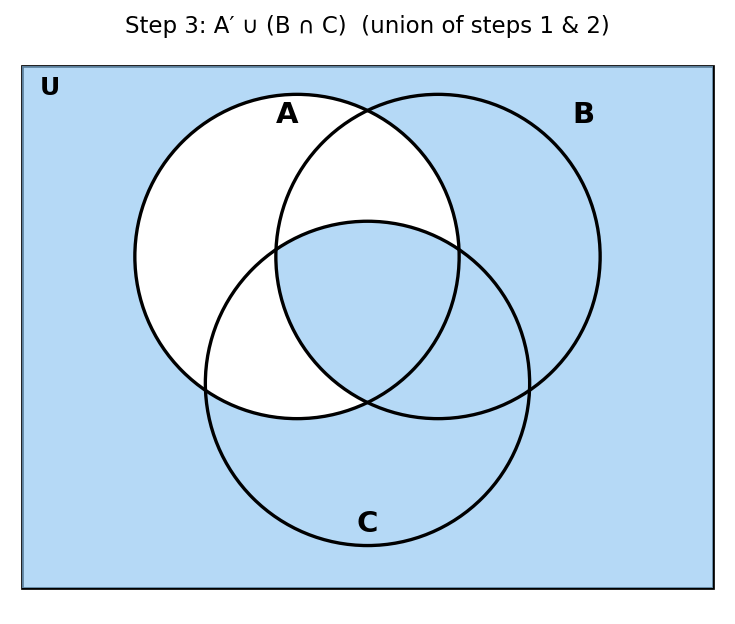 Step 3: A′ ∪ (B ∩ C)  (union of steps 1 & 2)
U
A
B
C